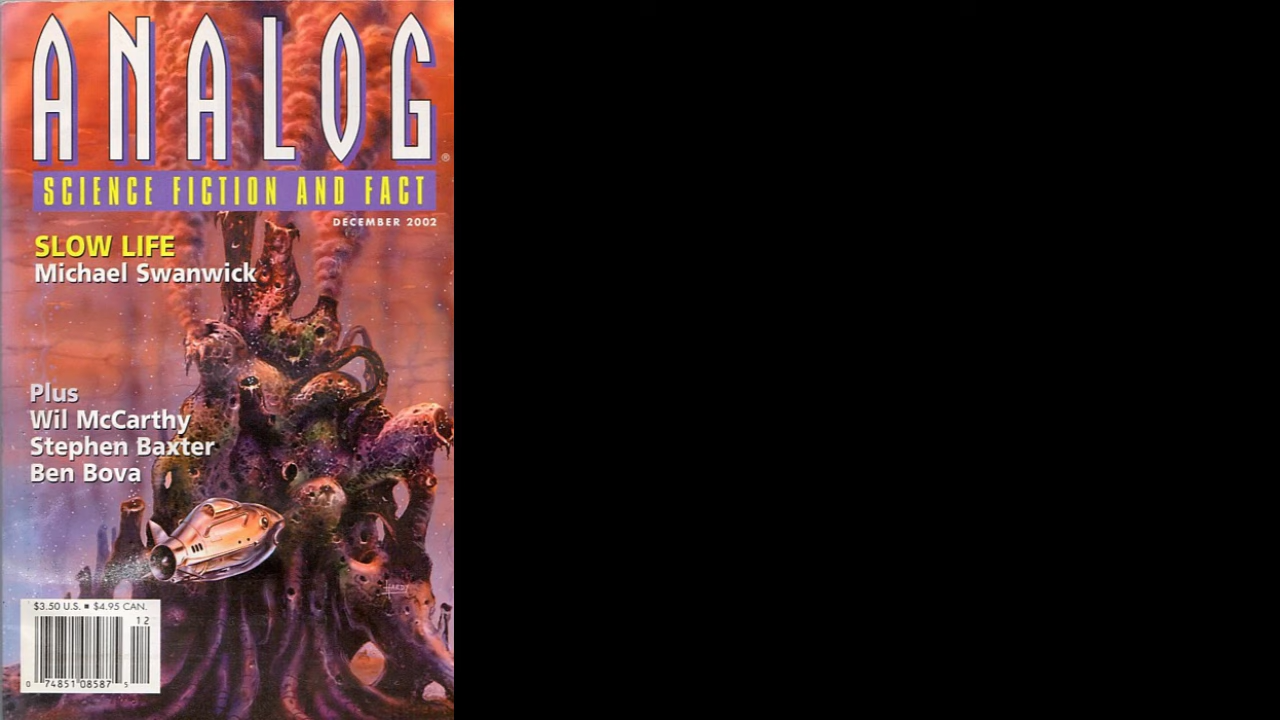 ANALOG
®
SCIENCE FICTION AND FACT
DECEMBER 2002
SLOW LIFE
Michael Swanwick
Plus
Wil McCarthy
Stephen Baxter
Ben Bova
HARDY
$3.50 U.S. ■ $4.95 CAN.
12
0 74851 08587 5